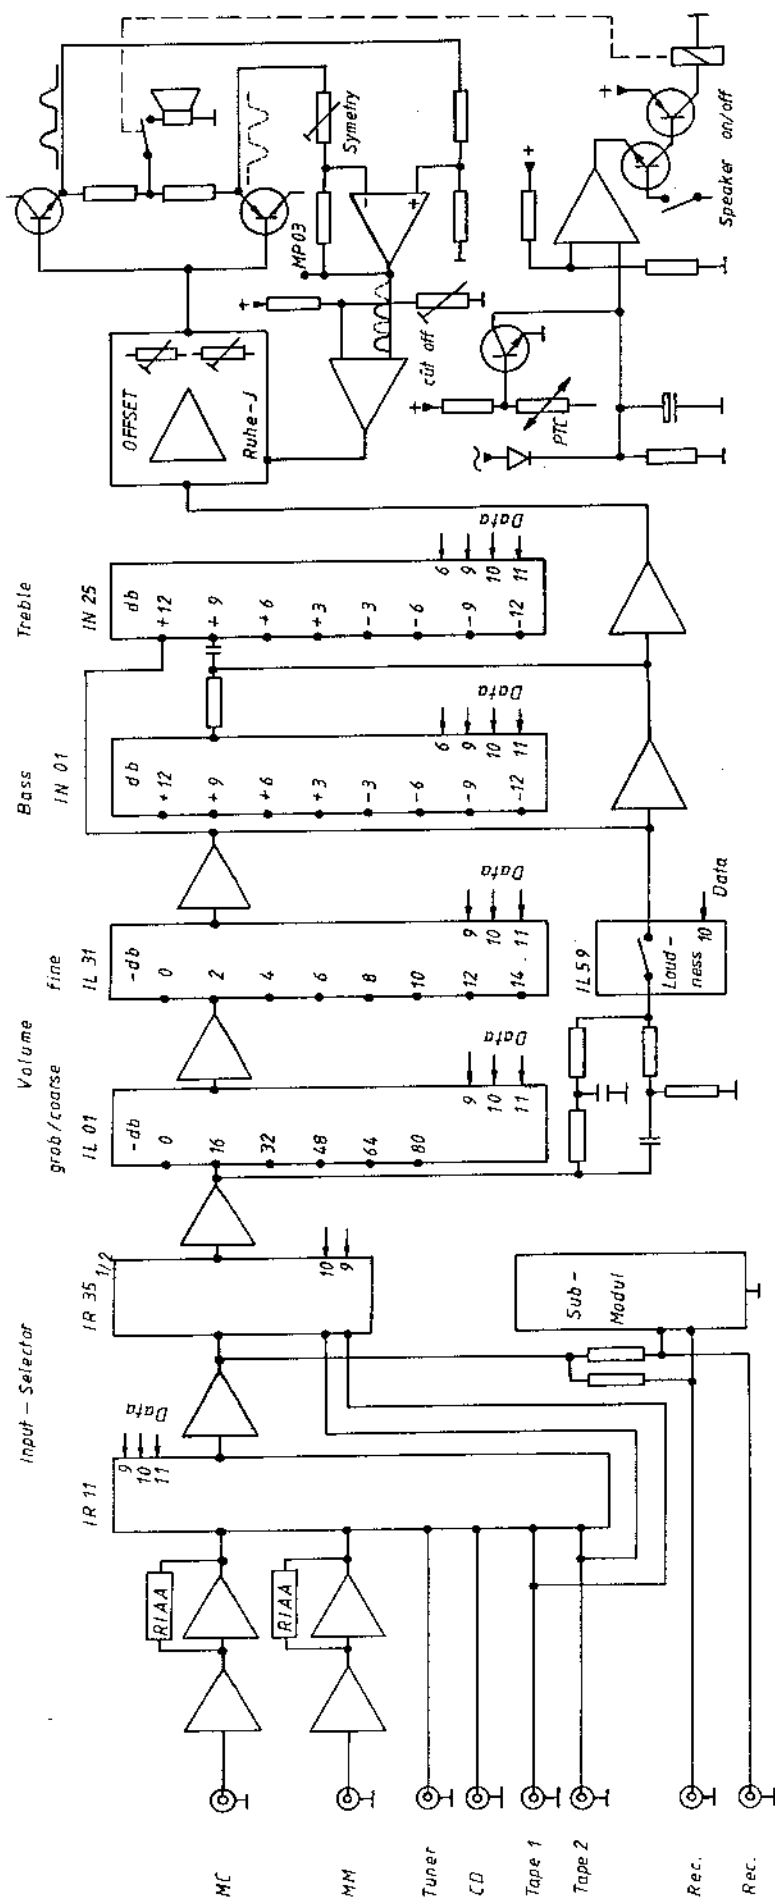 Input - Selector
Volume
grob/coarse
fine
Bass
Treble
IR 11
IR 35 1/2
IL 01
IL 31
IN 01
IN 25
MC
MM
Tuner
CD
Tape 1
Tape 2
Rec.
Rec.
RIAA
RIAA
9
10
11
Data
10
9
Sub-
Modul
-db
0
16
32
48
64
80
9
10
11
Data
-db
0
2
4
6
8
10
12
14
9
10
11
Data
IL 59
Loud-
ness
10
Data
db
+12
+9
+6
+3
-3
-6
-9
-12
6
9
10
11
Data
db
+12
+9
+6
+3
-3
-6
-9
-12
6
9
10
11
Data
OFFSET
Ruhe-J
MP03
Symetry
-
+
+
cüt off
+
PTC
~
+
+
Speaker on/off